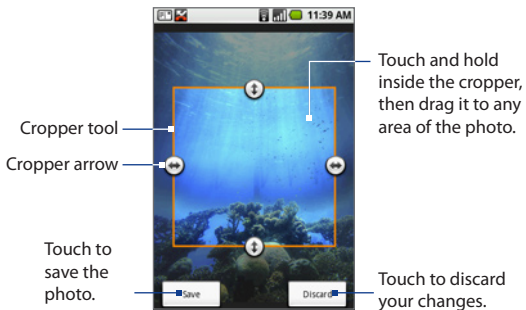 11:39 AM
Touch and hold
inside the cropper,
then drag it to any
area of the photo.
Cropper tool
Cropper arrow
Touch to
save the
photo.
Save
Discard
Touch to discard
your changes.